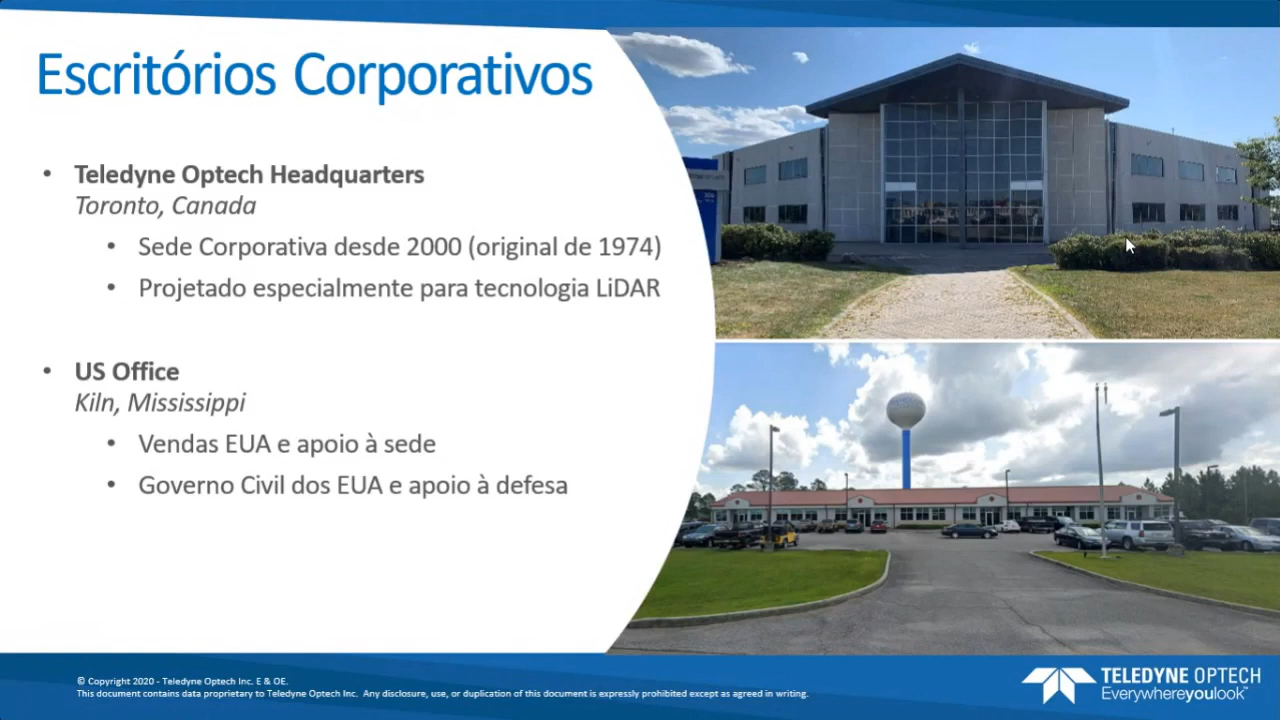 Escritórios Corporativos
• Teledyne Optech Headquarters
Toronto, Canada
• Sede Corporativa desde 2000 (original de 1974)
• Projetado especialmente para tecnologia LiDAR
• US Office
Kiln, Mississippi
• Vendas EUA e apoio à sede
• Governo Civil dos EUA e apoio à defesa
© Copyright 2020 - Teledyne Optech Inc. E & OE.
This document contains data proprietary to Teledyne Optech Inc. Any disclosure, use, or duplication of this document is expressly prohibited except as agreed in writing.
TELEDYNE OPTECH
Everywhereyoulook™